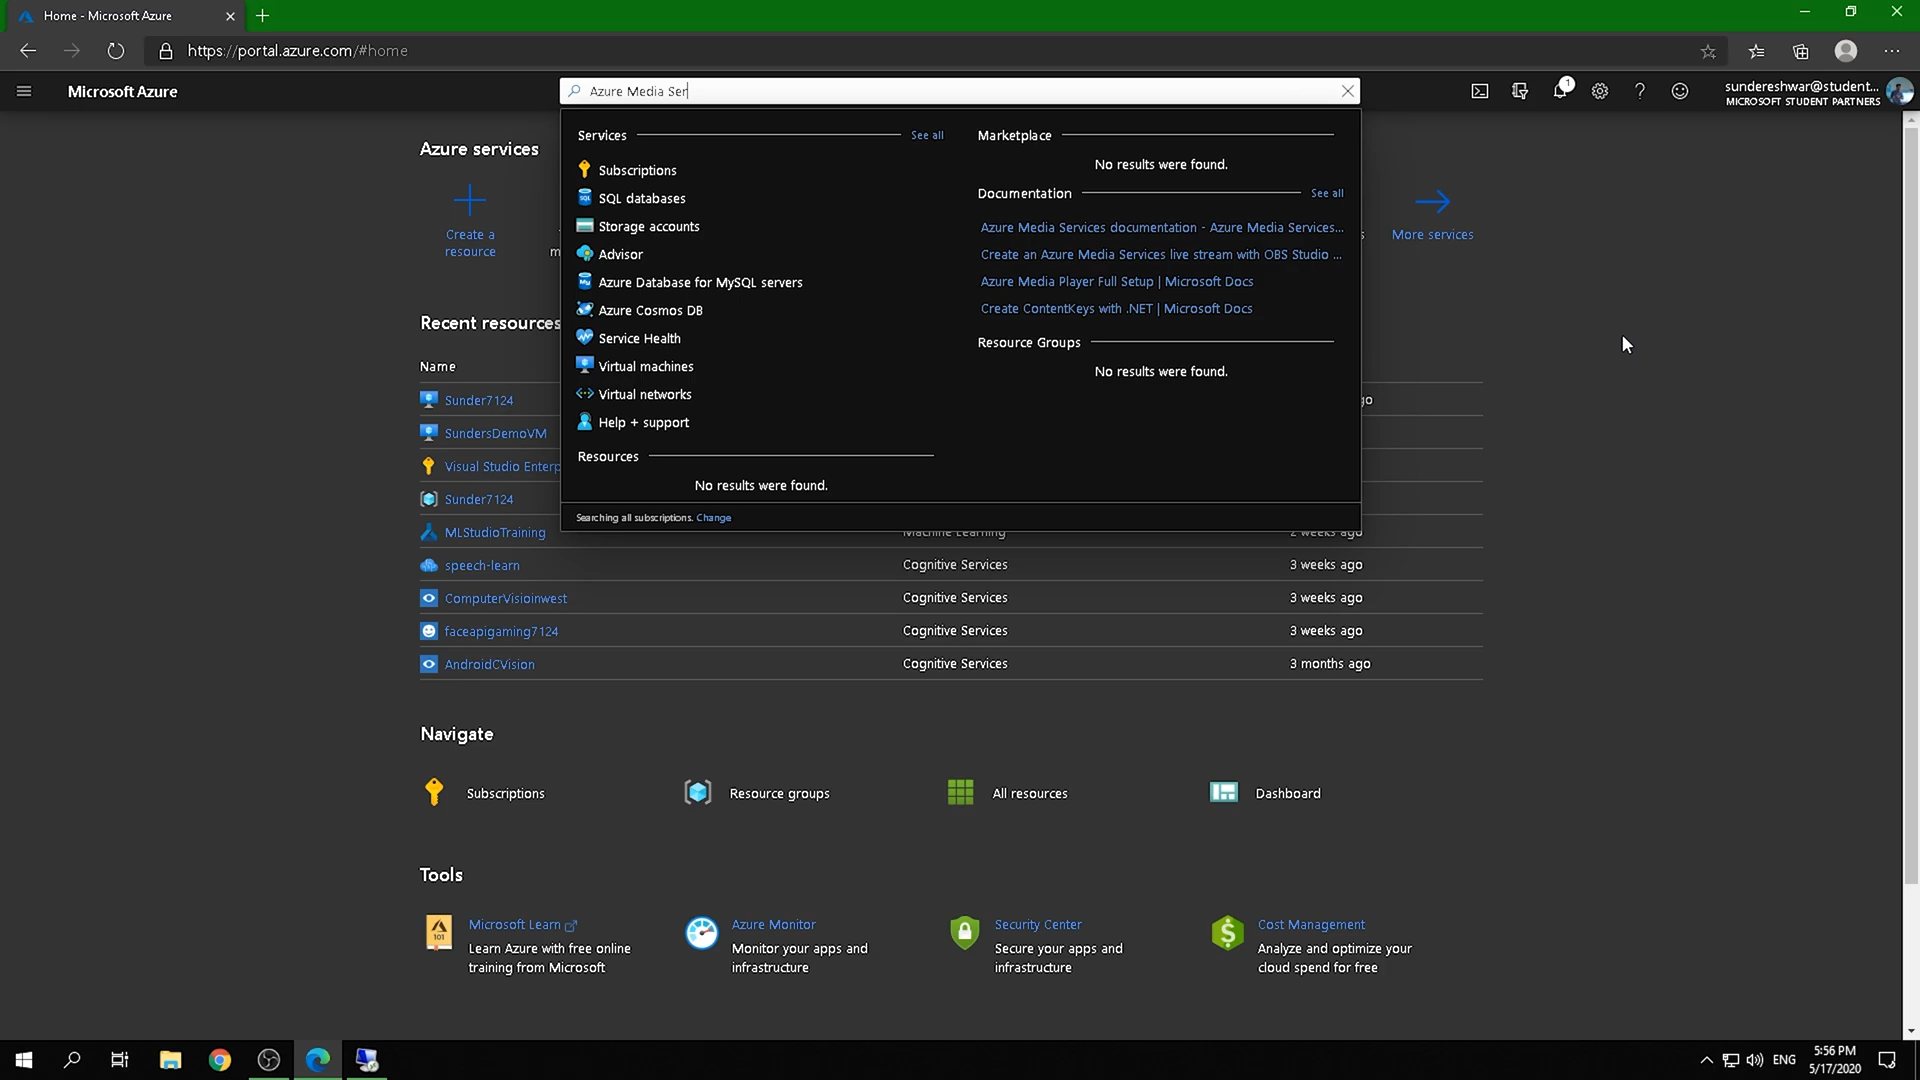 Home - Microsoft Azure
https://portal.azure.com/#home
Microsoft Azure
Azure Media Ser
1
sundereshwar@student...
MICROSOFT STUDENT PARTNERS
Services
See all
Subscriptions
SQL databases
Storage accounts
Advisor
Azure Database for MySQL servers
Azure Cosmos DB
Service Health
Virtual machines
Virtual networks
Help + support
Resources
No results were found.
Marketplace
No results were found.
Documentation
See all
Azure Media Services documentation - Azure Media Services...
Create an Azure Media Services live stream with OBS Studio ...
Azure Media Player Full Setup | Microsoft Docs
Create ContentKeys with .NET | Microsoft Docs
Resource Groups
No results were found.
Searching all subscriptions. Change
Azure services
Create a
resource
More services
Recent resources
Name
Sunder7124
SundersDemoVM
Visual Studio Enterp
Sunder7124
MLStudioTraining Machine Learning 2 weeks ago
speech-learn Cognitive Services 3 weeks ago
ComputerVisioinwest Cognitive Services 3 weeks ago
faceapigaming7124 Cognitive Services 3 weeks ago
AndroidCVision Cognitive Services 3 months ago
Navigate
Subscriptions
Resource groups
All resources
Dashboard
Tools
Microsoft Learn
Learn Azure with free online
training from Microsoft
Azure Monitor
Monitor your apps and
infrastructure
Security Center
Secure your apps and
infrastructure
Cost Management
Analyze and optimize your
cloud spend for free
ENG
5:56 PM
5/17/2020